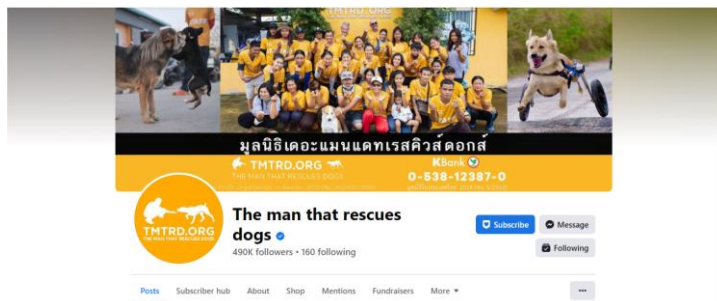 TMTRD.ORG
มูลนิธิเดอะแมนแดทเรสคิวส์ดอกส์
TMTRD.ORG
THE MAN THAT RESCUES DOGS
KBank
0-538-12387-0
TMTRD.ORG
THE MAN THAT RESCUES DOGS
The man that rescues
dogs
490K followers • 160 following
Subscribe
Message
Following
Posts
Subscriber hub
About
Shop
Mentions
Fundraisers
More